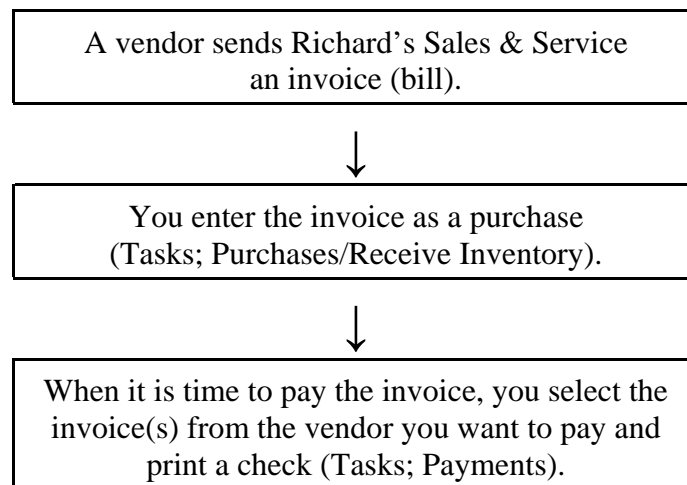 A vendor sends Richard’s Sales & Service
an invoice (bill).
↓
You enter the invoice as a purchase
(Tasks; Purchases/Receive Inventory).
↓
When it is time to pay the invoice, you select the
invoice(s) from the vendor you want to pay and
print a check (Tasks; Payments).